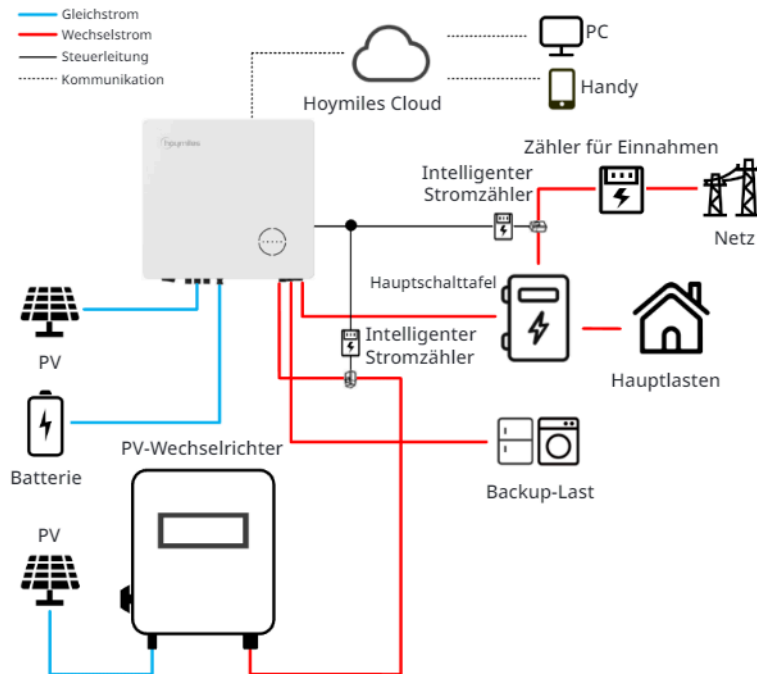 Gleichstrom
Wechselstrom
Steuerleitung
Kommunikation
PC
Handy
Hoymiles Cloud
hoymiles
Zähler für Einnahmen
Intelligenter
Stromzähler
Netz
Hauptschalttafel
PV
Intelligenter
Stromzähler
Hauptlasten
Batterie
PV-Wechselrichter
Backup-Last
PV